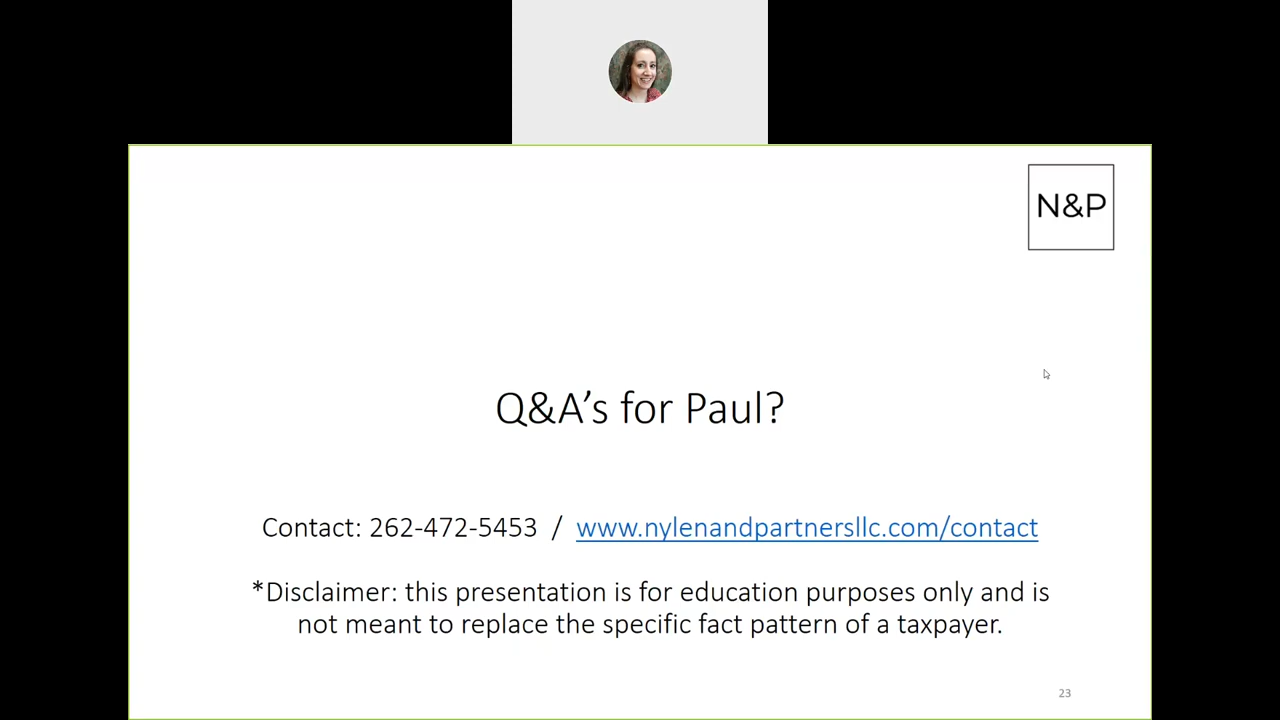 N&P
Q&A’s for Paul?
Contact: 262-472-5453 / www.nylenandpartnersllc.com/contact
*Disclaimer: this presentation is for education purposes only and is
not meant to replace the specific fact pattern of a taxpayer.
23